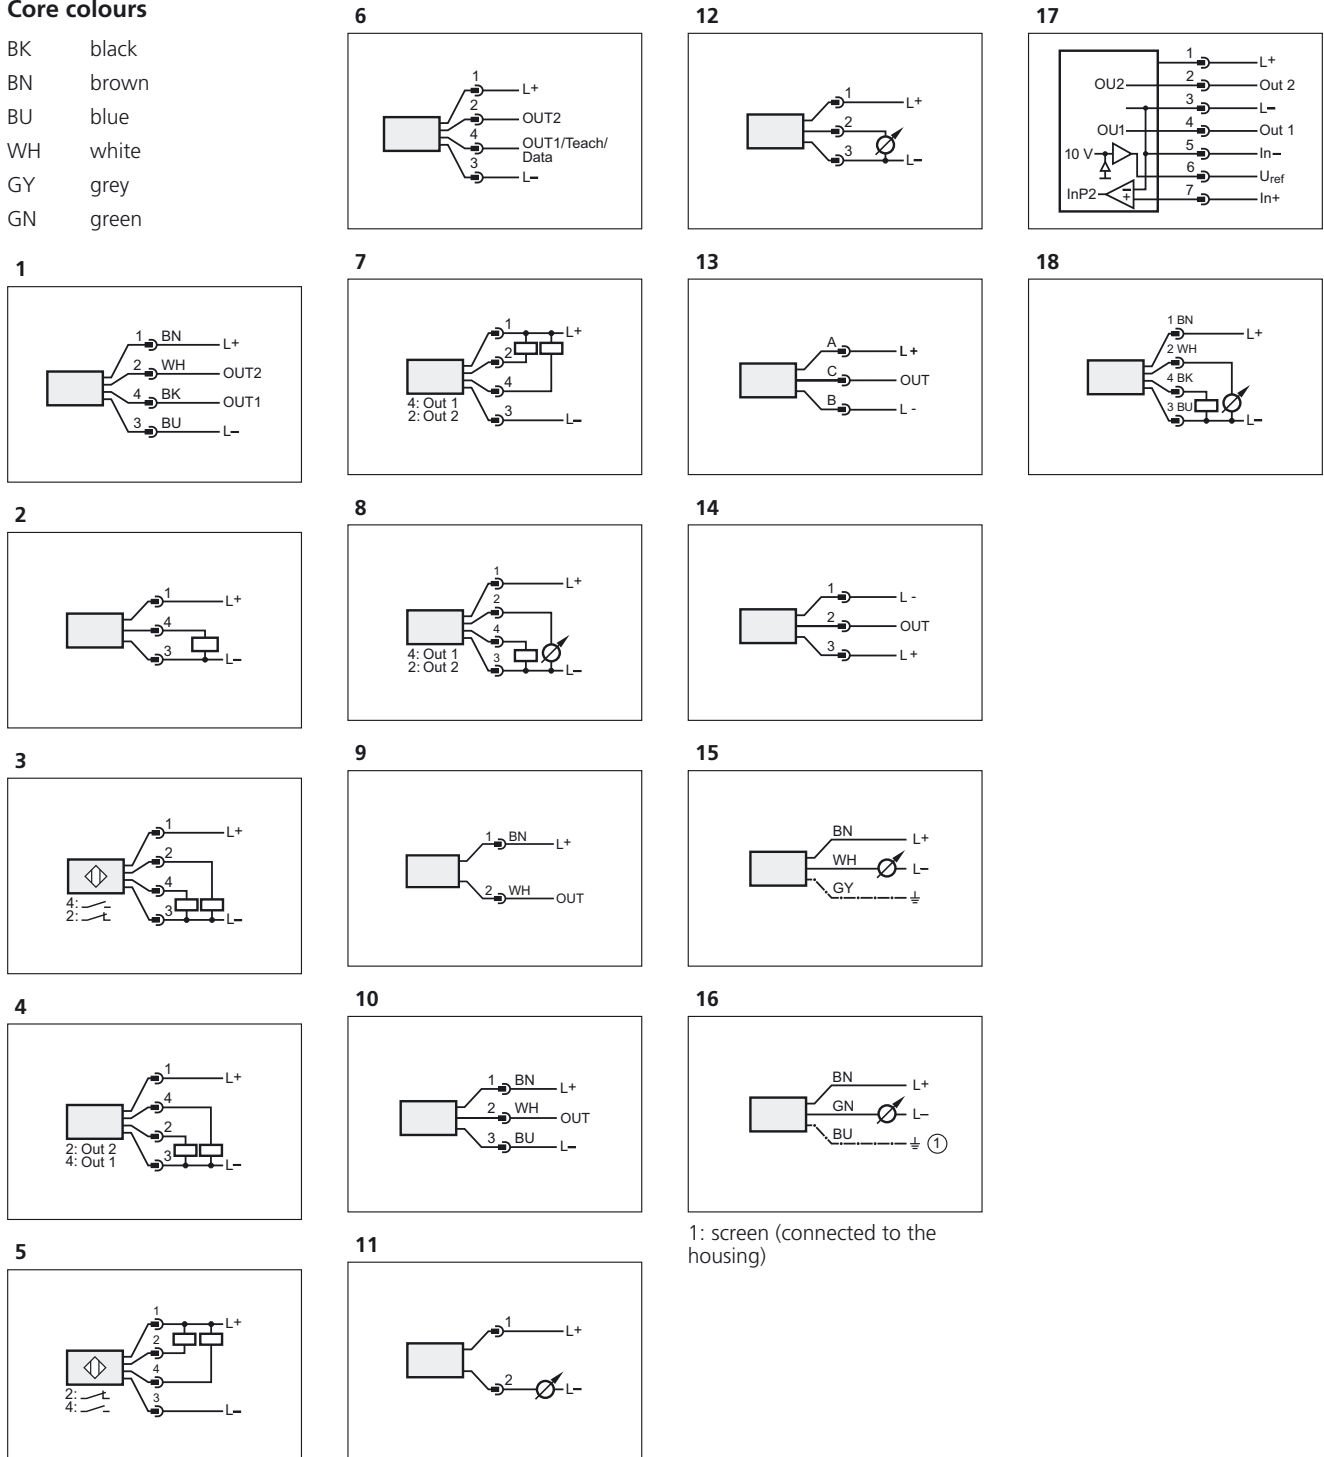 Core colours
BK black
BN brown
BU blue
WH white
GY grey
GN green
1
1 BN L+
2 WH OUT2
4 BK OUT1
3 BU L–
2
1 L+
4
3 L–
3
1 L+
2
4
3 L–
4:
2:
4
1 L+
4
2
3 L–
2: Out 2
4: Out 1
5
1 L+
2
4
3 L–
2:
4:
6
1 L+
2 OUT2
4 OUT1/Teach/
Data
3 L–
7
1 L+
2
4
3 L–
4: Out 1
2: Out 2
8
1 L+
2
4
3 L–
4: Out 1
2: Out 2
9
1 BN L+
2 WH OUT
10
1 BN L+
2 WH OUT
3 BU L–
11
1 L+
2 L–
12
1 L+
2
3 L–
13
A L +
C OUT
B L -
14
1 L -
2 OUT
3 L +
15
BN L+
WH L–
GY
16
BN L+
GN L–
BU 1
1: screen (connected to the
housing)
17
1 L+
OU2 2 Out 2
3 L–
OU1 4 Out 1
10 V 5 In–
6 Uref
InP2 – + 7 In+
18
1 BN L+
2 WH
4 BK
3 BU L–